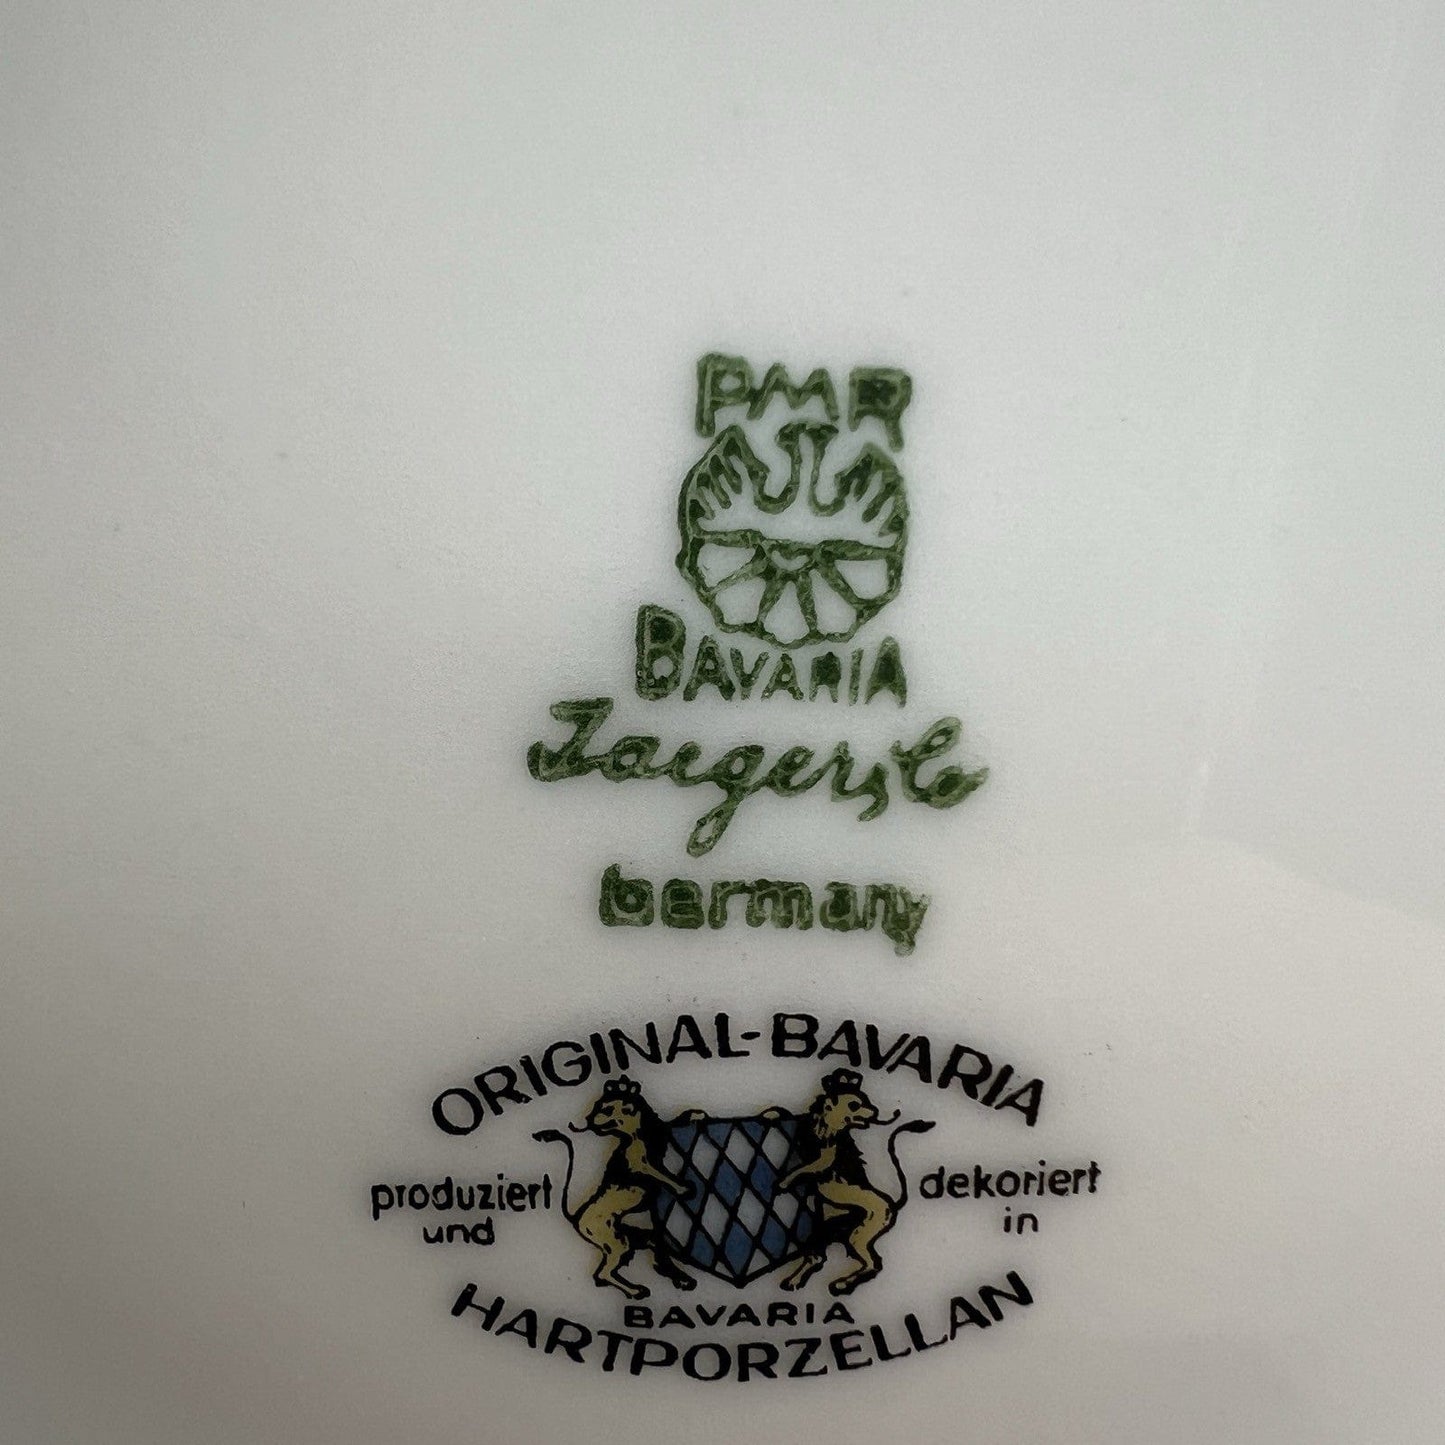 PMR
BAVARIA
Jaeger & Co
Germany
ORIGINAL-BAVARIA
produziert dekoriert
und in
BAVARIA
HARTPORZELLAN